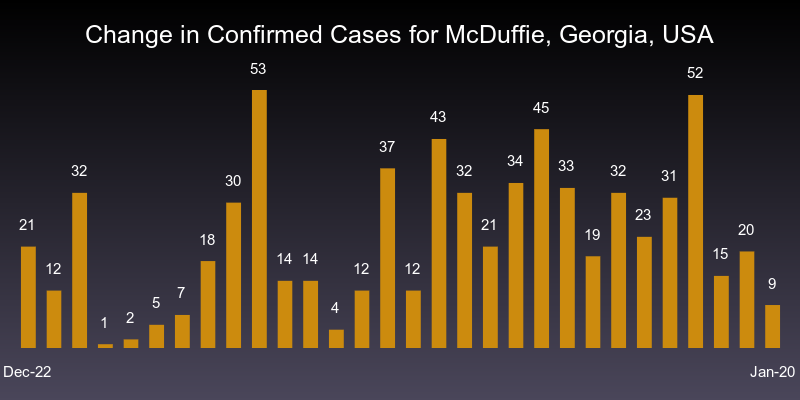 Change in Confirmed Cases for McDuffie, Georgia, USA
21 12 32 1 2 5 7 18 30 53 14 14 4 12 37 12 43 32 21 34 45 33 19 32 23 31 52 15 20 9
Dec-22 Jan-20